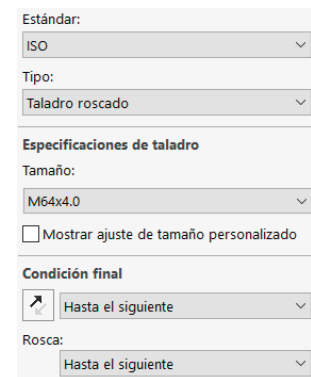 Estándar:
ISO
Tipo:
Taladro roscado
Especificaciones de taladro
Tamaño:
M64x4.0
Mostrar ajuste de tamaño personalizado
Condición final
Hasta el siguiente
Rosca:
Hasta el siguiente